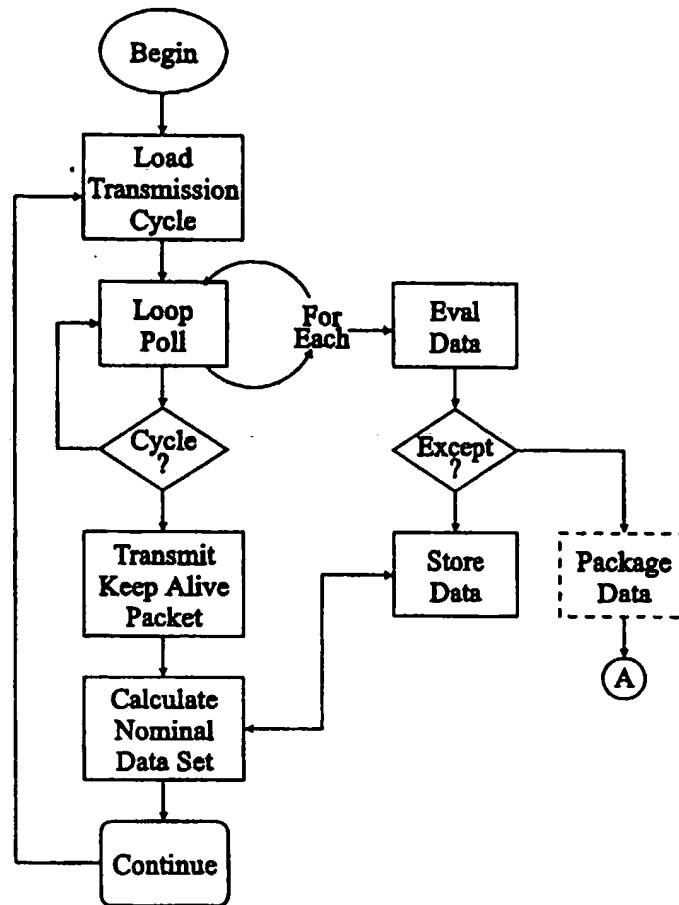 Begin
Load
Transmission
Cycle
Loop
Poll
For
Each
Eval
Data
Cycle
?
Except
?
Transmit
Keep Alive
Packet
Store
Data
Package
Data
A
Calculate
Nominal
Data Set
Continue